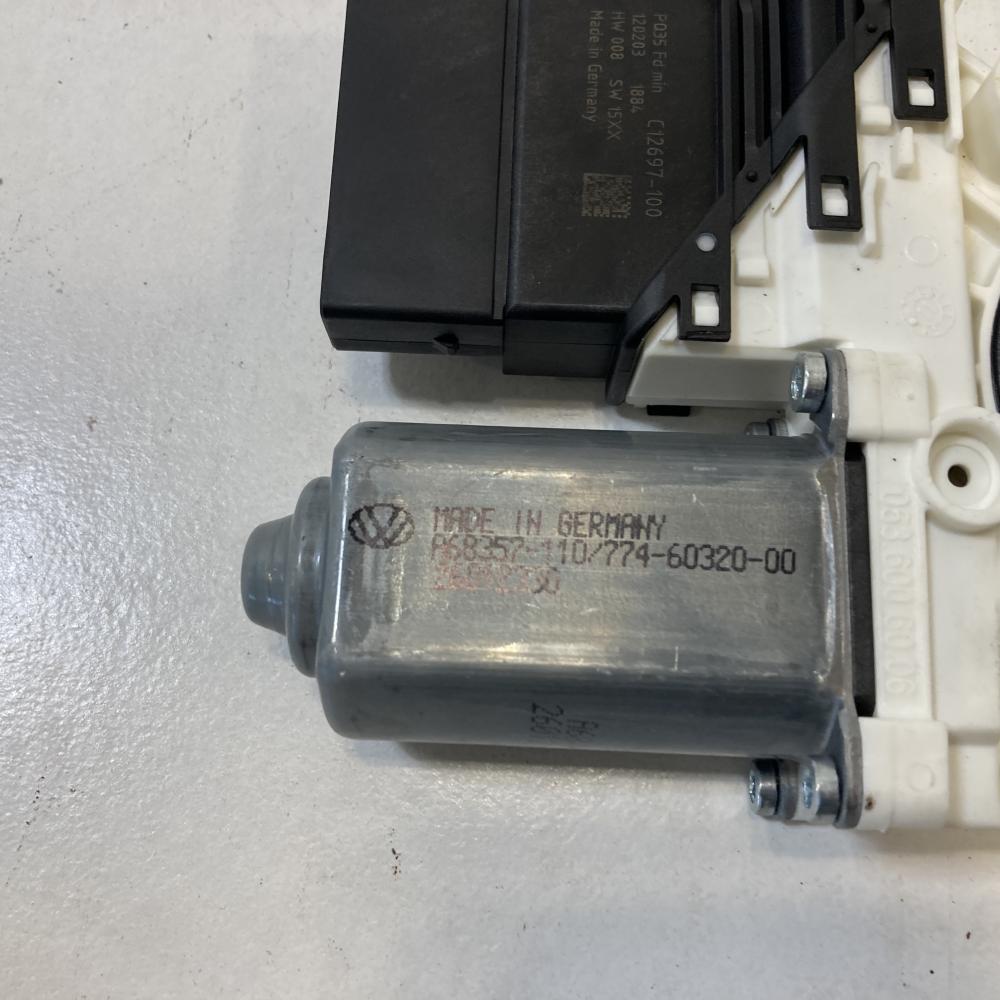 P035 Fd min C12697-100
120203 1884
HW 008 SW 15XX
Made in Germany
MADE IN GERMANY
A68357-110/774-60320-00